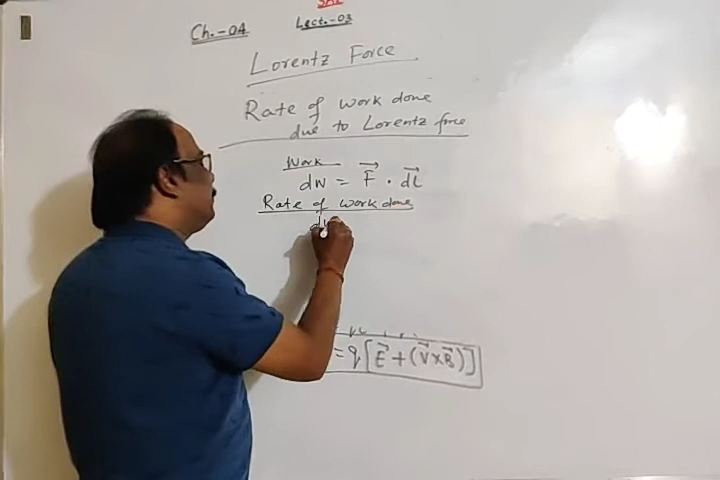 Ch.-04
Lect.-03
Lorentz Force
Rate of work done
due to Lorentz force
Work
dW = F⃗ · dL⃗
Rate of work done
= q[E⃗ + (V⃗ × B⃗)]